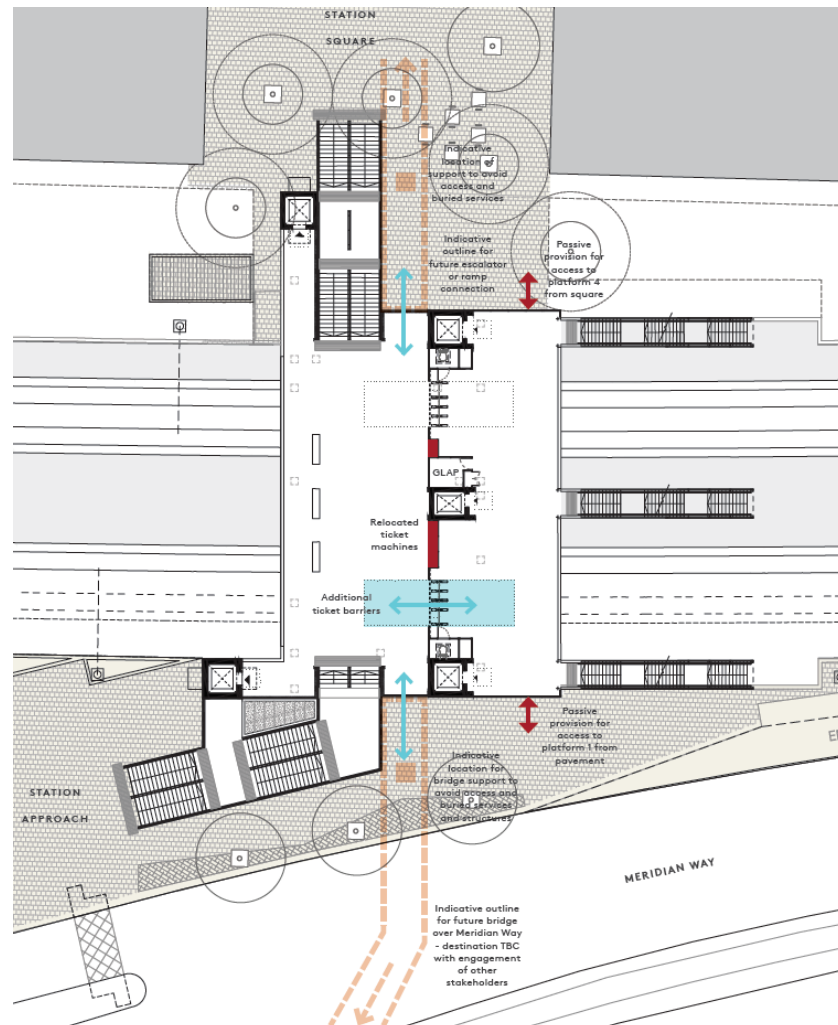 STATION
SQUARE
Indicative
location of
support to avoid
access and
buried services
Indicative
outline for
future escalator
or ramp
connection
Passive
provision for
access to
platform 4
from square
GLAP
Relocated
ticket
machines
Additional
ticket barriers
Passive
provision for
access to
platform 1 from
pavement
Indicative
location for
bridge support to
avoid access and
buried services
and structures
STATION
APPROACH
MERIDIAN WAY
Indicative outline
for future bridge
over Meridian Way
- destination TBC
with engagement
of other
stakeholders